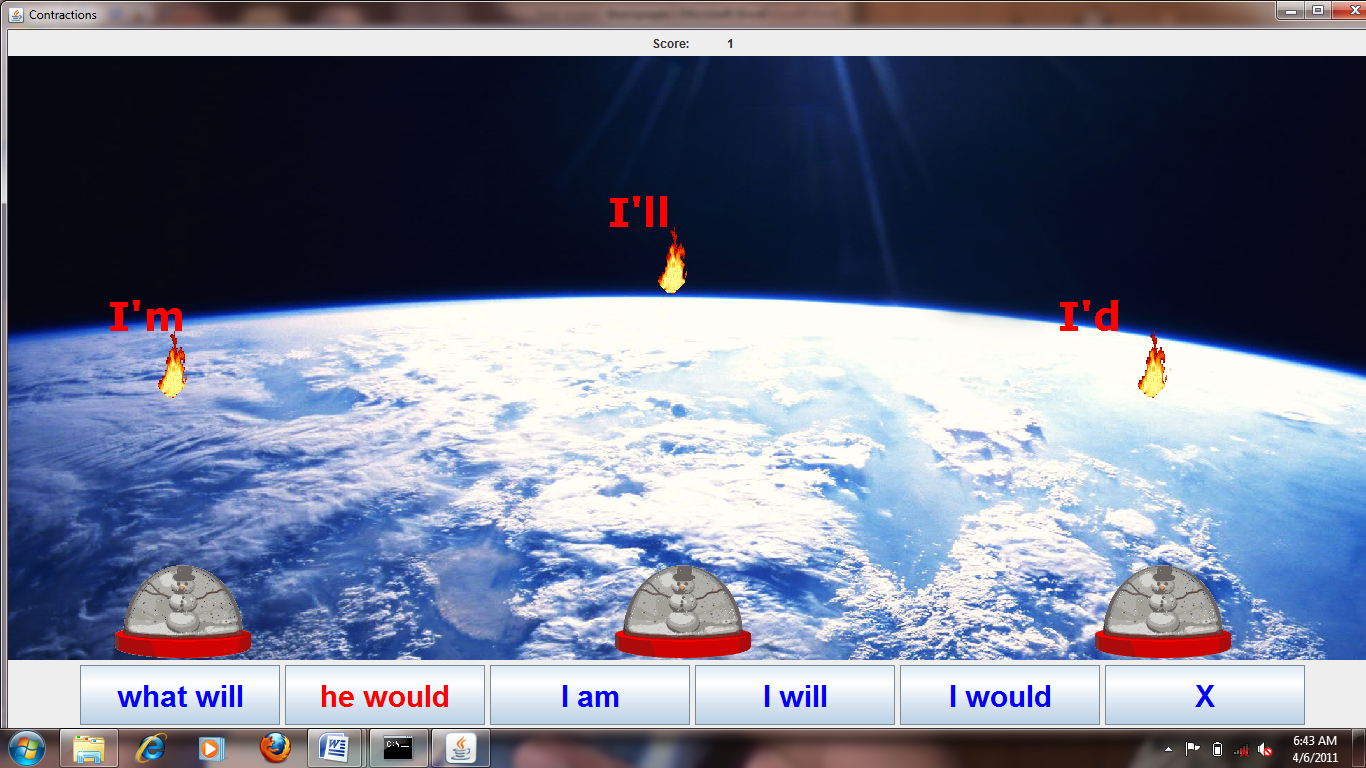 Contractions
Score: 1
I'll
I'm
I'd
what will
he would
I am
I will
I would
X
C:\_
6:43 AM
4/6/2011